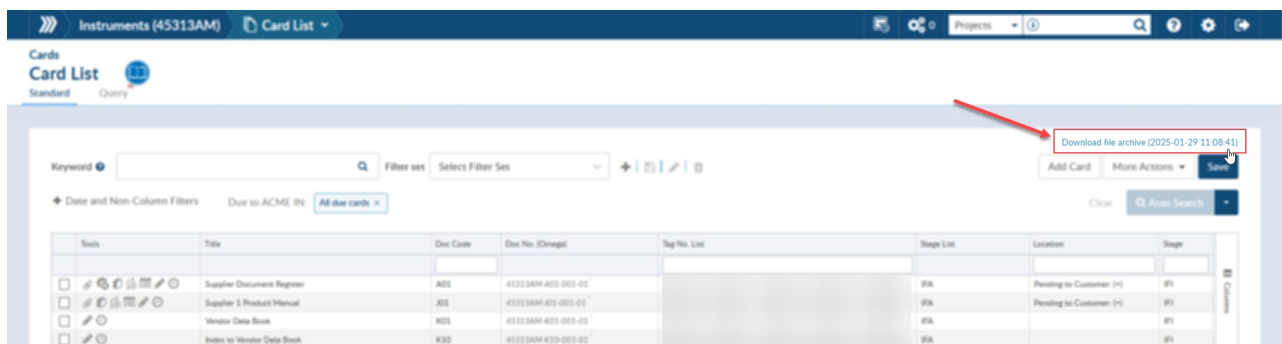 Instruments (45313AM) Card List 0 Projects
Cards
Card List
Standard Query
Download file archive (2025-01-29 11:08:41)
Keyword Filter set Select Filter Set Add Card More Actions Save
Date and Non-Column Filters Due to ACME IN: All due cards × Clear Auto Search
Tools Title Doc Code Doc No. (Omega) Tag No. List Stage List Location Stage
Supplier Document Register A01 45313AM-A01-001-01 IFA Pending to Customer: (+) IFI
Supplier 1 Product Manual J01 45313AM-J01-001-01 IFA Pending to Customer: (+) IFI
Vendor Data Book K01 45313AM-K01-001-01 IFA IFI
Index to Vendor Data Book K10 45313AM-K10-001-01 IFA IFI
Columns